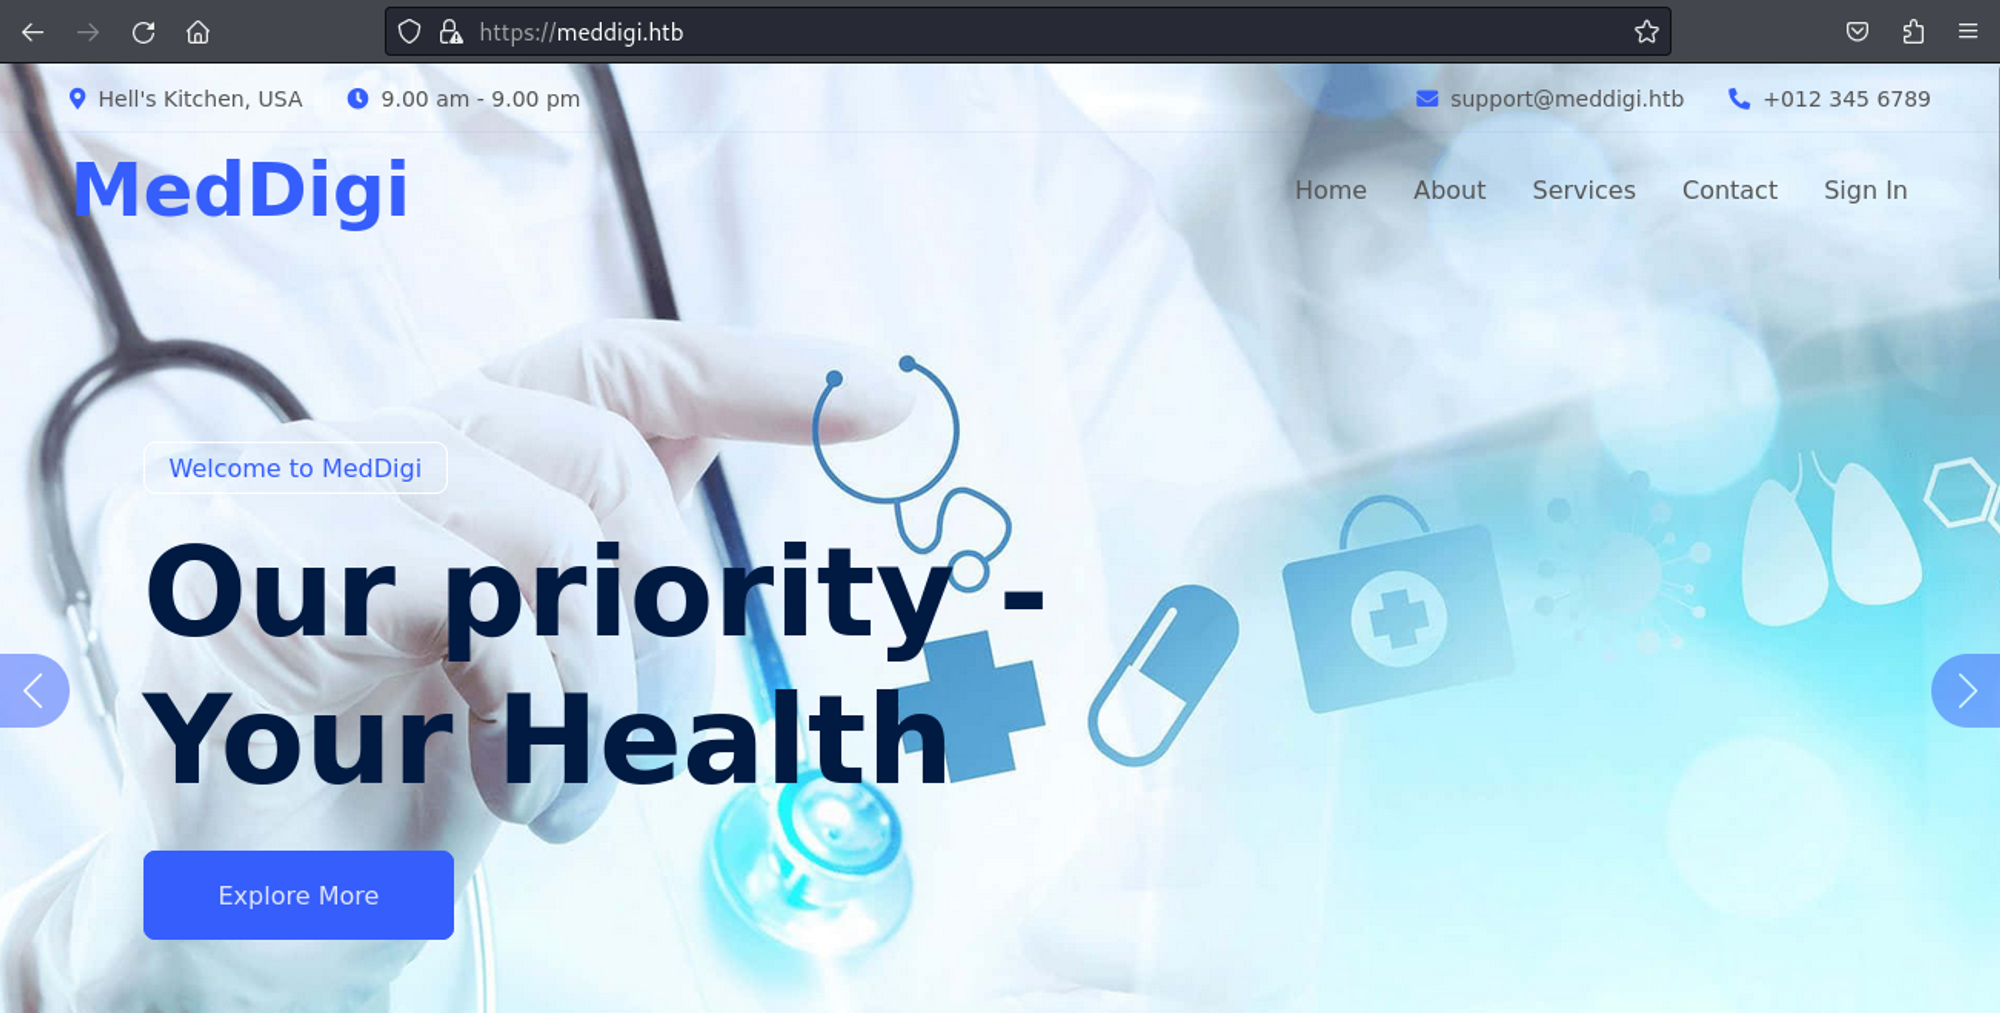 https://meddigi.htb
Hell's Kitchen, USA 9.00 am - 9.00 pm support@meddigi.htb +012 345 6789
MedDigi Home About Services Contact Sign In
Welcome to MedDigi
Our priority -
Your Health
Explore More